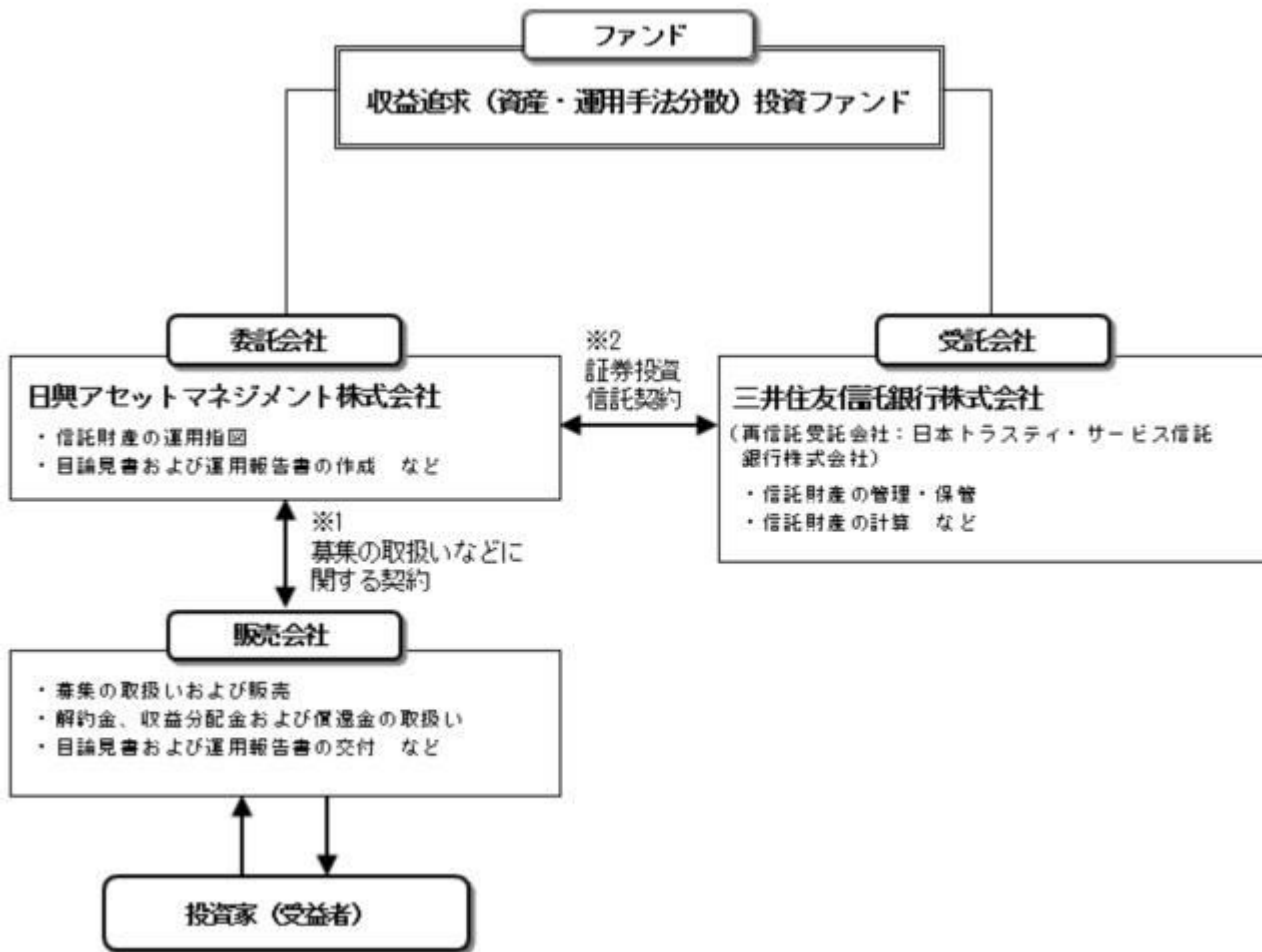 ファンド
収益追求（資産・運用手法分散）投資ファンド
委託会社
日興アセットマネジメント株式会社
・信託財産の運用指図
・目論見書および運用報告書の作成　など
※2
証券投資
信託契約
受託会社
三井住友信託銀行株式会社
（再信託受託会社：日本トラスティ・サービス信託
銀行株式会社）
・信託財産の管理・保管
・信託財産の計算　など
※1
募集の取扱いなどに
関する契約
販売会社
・募集の取扱いおよび販売
・解約金、収益分配金および償還金の取扱い
・目論見書および運用報告書の交付　など
投資家（受益者）